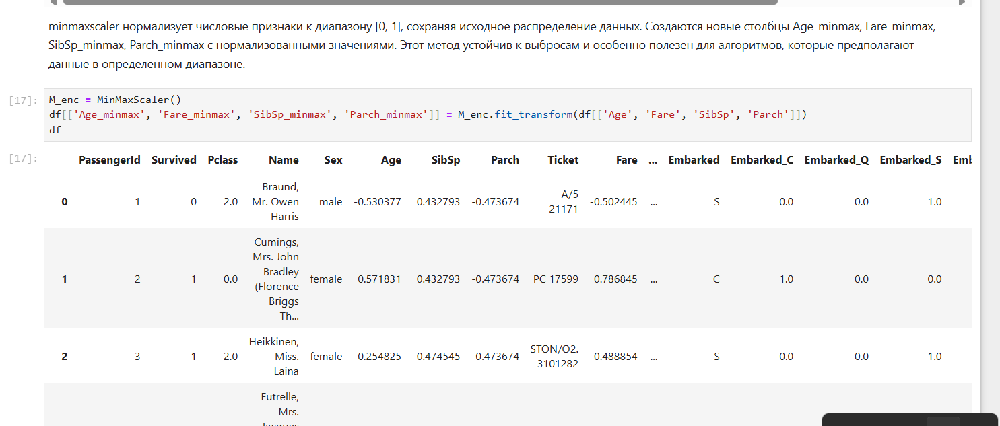 minmaxscaler нормализует числовые признаки к диапазону [0, 1], сохраняя исходное распределение данных. Создаются новые столбцы Age_minmax, Fare_minmax,
SibSp_minmax, Parch_minmax с нормализованными значениями. Этот метод устойчив к выбросам и особенно полезен для алгоритмов, которые предполагают
данные в определенном диапазоне.
[17]: M_enc = MinMaxScaler()
df[['Age_minmax', 'Fare_minmax', 'SibSp_minmax', 'Parch_minmax']] = M_enc.fit_transform(df[['Age', 'Fare', 'SibSp', 'Parch']])
df
[17]: PassengerId Survived Pclass Name Sex Age SibSp Parch Ticket Fare ... Embarked Embarked_C Embarked_Q Embarked_S Emb
Braund,
0 1 0 2.0 Mr. Owen male -0.530377 0.432793 -0.473674 A/5 -0.502445 ... S 0.0 0.0 1.0
Harris 21171
Cumings,
Mrs. John
Bradley
1 2 1 0.0 (Florence female 0.571831 0.432793 -0.473674 PC 17599 0.786845 ... C 1.0 0.0 0.0
Briggs
Th...
Heikkinen,
2 3 1 2.0 Miss. female -0.254825 -0.474545 -0.473674 STON/O2. -0.488854 ... S 0.0 0.0 1.0
Laina 3101282
Futrelle,
Mrs.